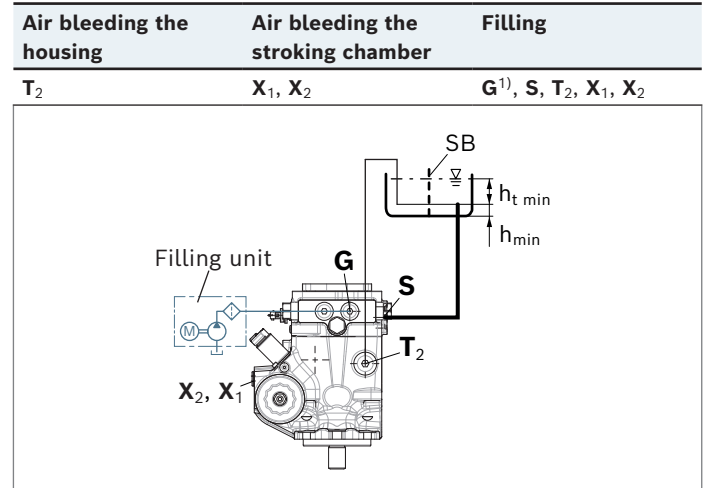 Air bleeding the housing
Air bleeding the stroking chamber
Filling
T₂
X₁, X₂
G¹⁾, S, T₂, X₁, X₂
SB
hₜ ₘᵢₙ
hₘᵢₙ
Filling unit
G
S
M
T₂
X₂, X₁